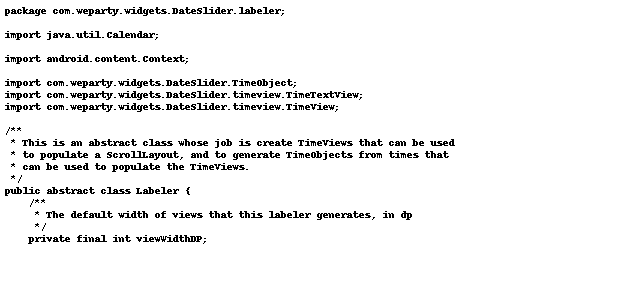 package com.weparty.widgets.DateSlider.labeler;
import java.util.Calendar;
import android.content.Context;
import com.weparty.widgets.DateSlider.TimeObject;
import com.weparty.widgets.DateSlider.timeview.TimeTextView;
import com.weparty.widgets.DateSlider.timeview.TimeView;
/**
 * This is an abstract class whose job is create TimeViews that can be used
 * to populate a ScrollLayout, and to generate TimeObjects from times that
 * can be used to populate the TimeViews.
 */
public abstract class Labeler {
    /**
     * The default width of views that this labeler generates, in dp
     */
    private final int viewWidthDP;